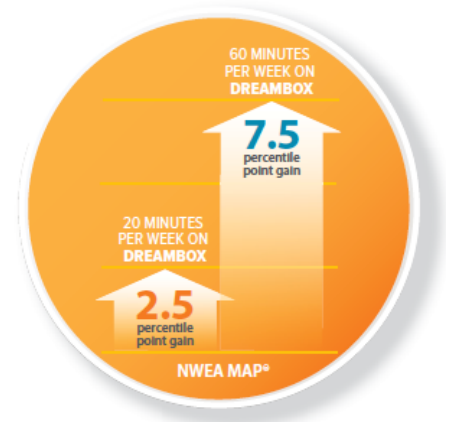 60 MINUTES
PER WEEK ON
DREAMBOX
7.5
percentile
point gain
20 MINUTES
PER WEEK ON
DREAMBOX
2.5
percentile
point gain
NWEA MAP®